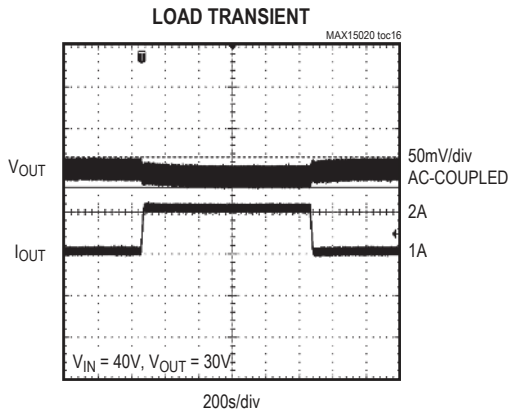 LOAD TRANSIENT
MAX15020 toc16
T
VOUT
50mV/div
AC-COUPLED
2A
IOUT
1A
VIN = 40V, VOUT = 30V
200s/div